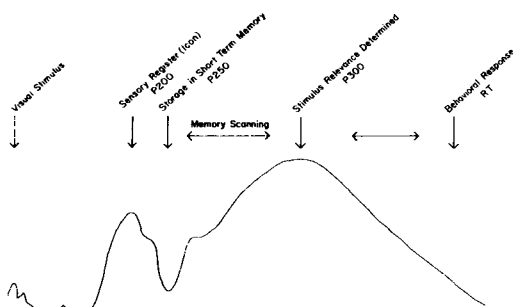 Visual Stimulus
Sensory Register (Icon)
P200
Storage in Short Term Memory
P250
Memory Scanning
Stimulus Relevance Determined
P300
Behavioral Response
RT